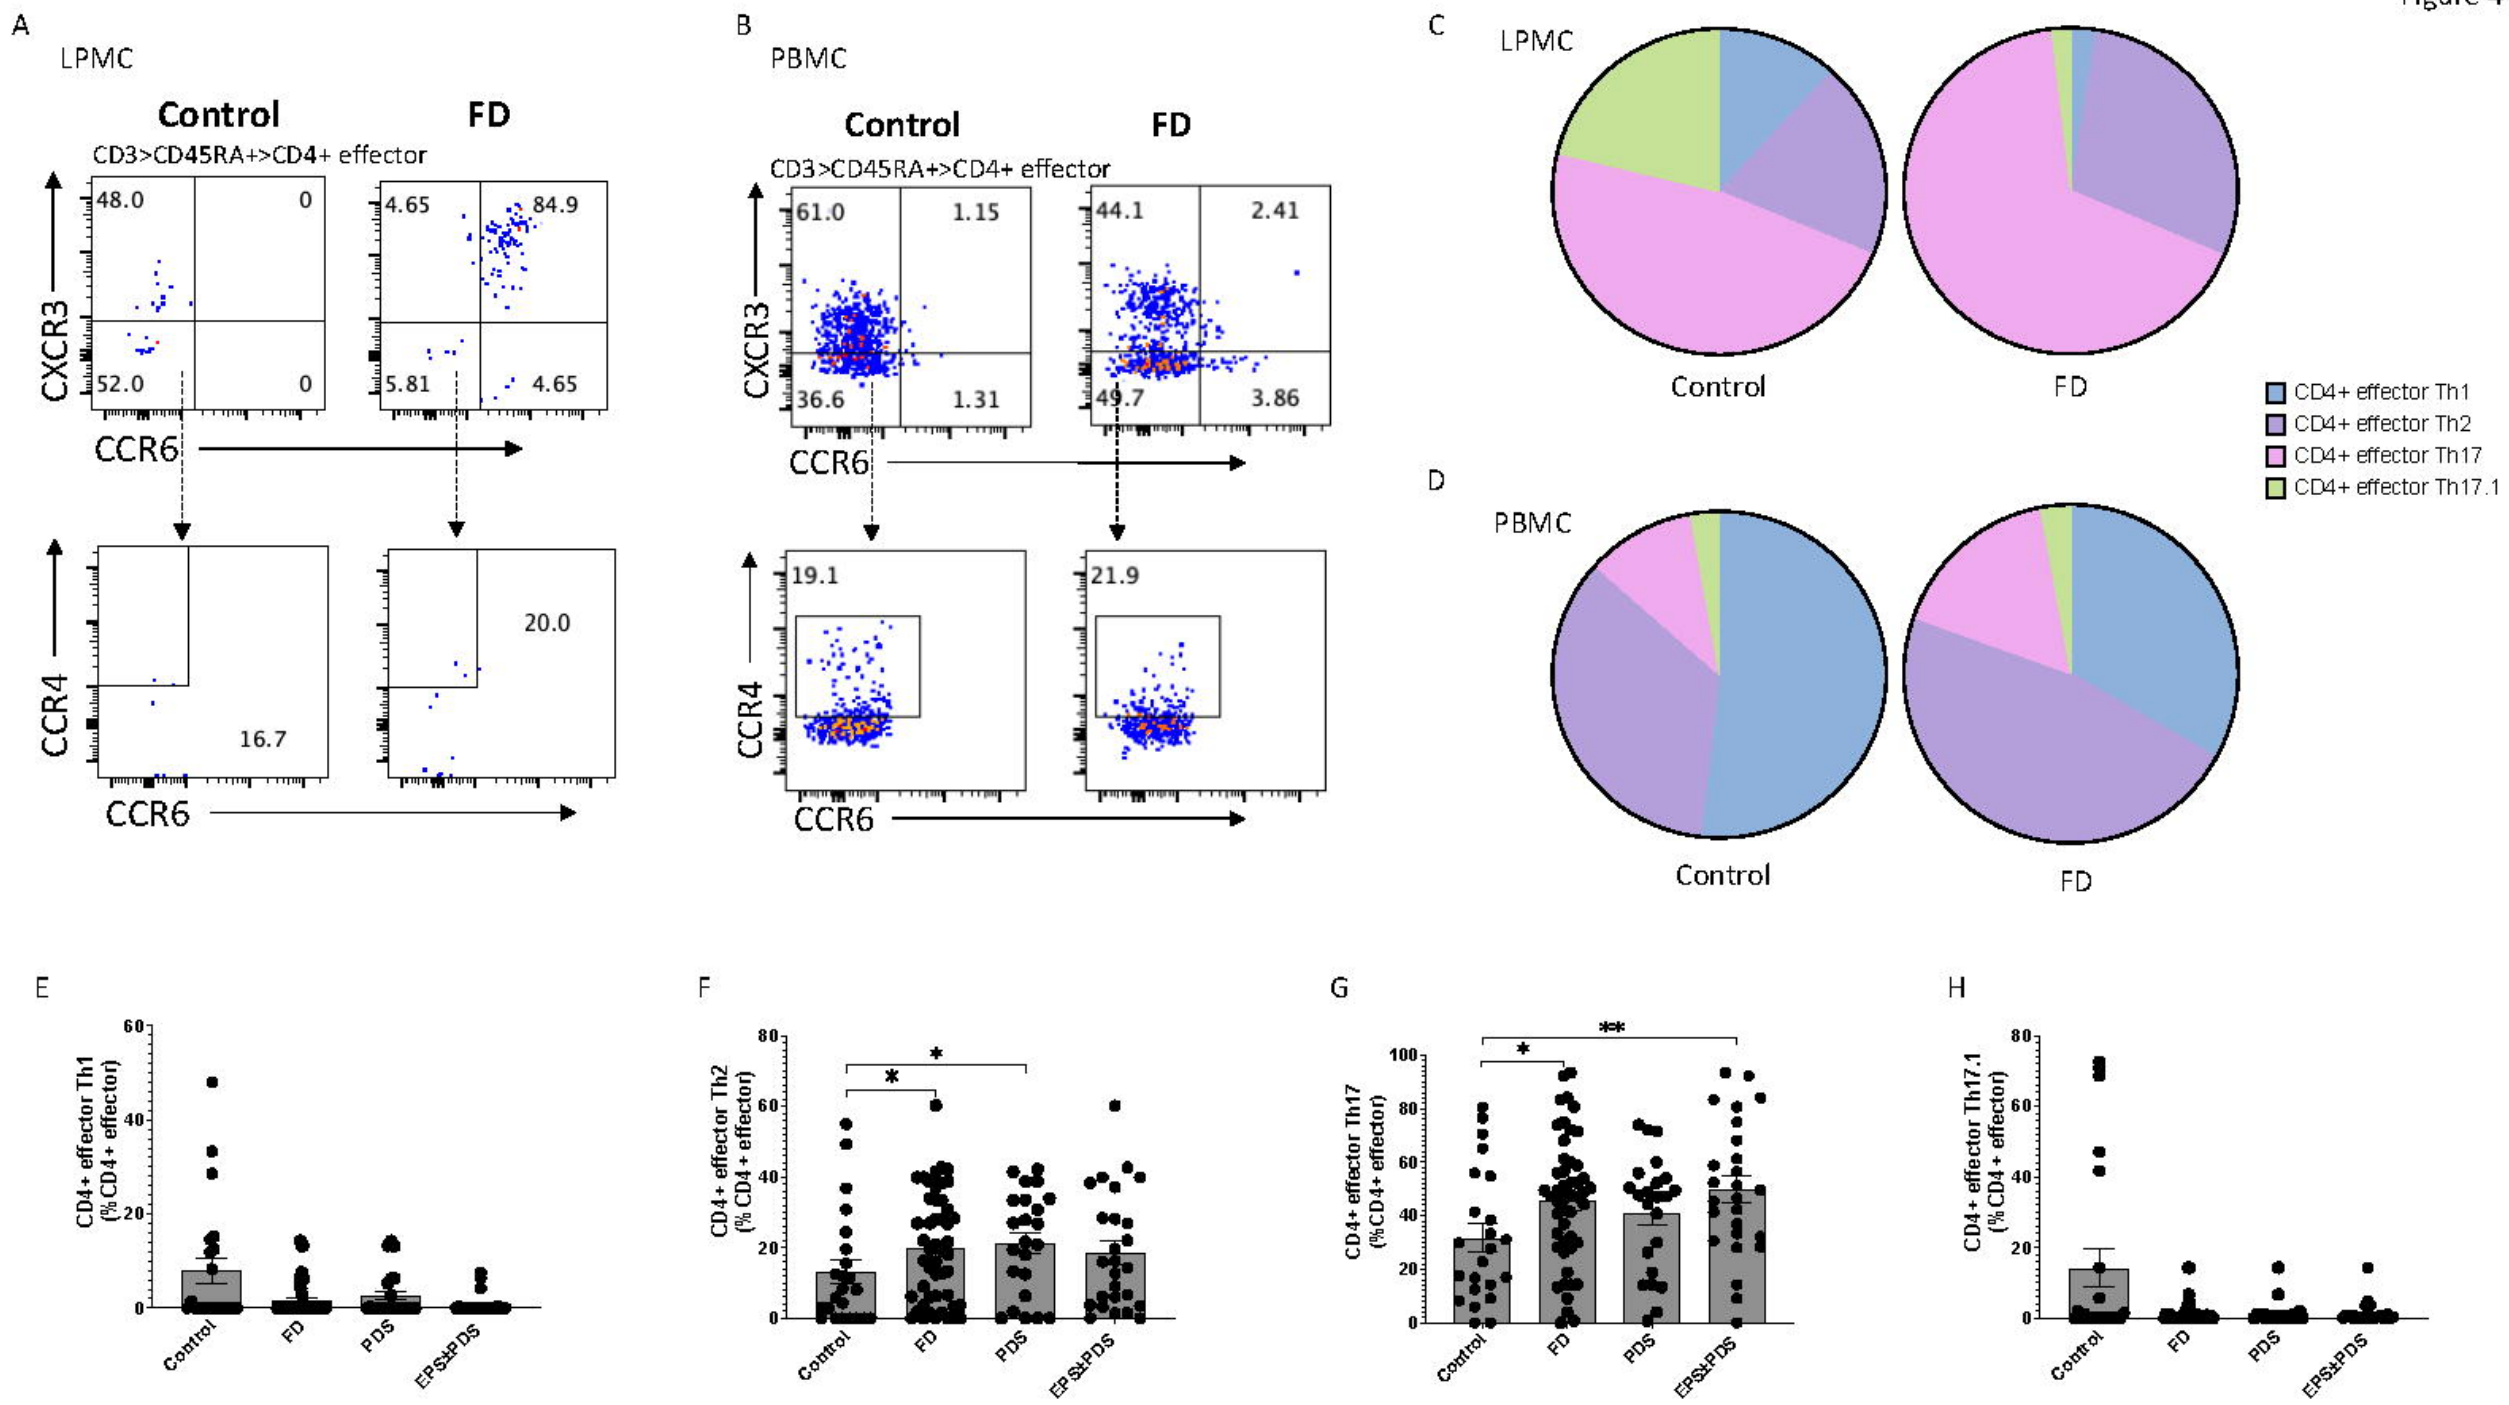 Figure 4
A
LPMC
Control
FD
CD3>CD45RA+>CD4+ effector
48.0
0
52.0
0
4.65
84.9
5.81
4.65
CXCR3
CCR6
16.7
20.0
CCR4
CCR6
B
PBMC
Control
FD
CD3>CD45RA+>CD4+ effector
61.0
1.15
36.6
1.31
44.1
2.41
49.7
3.86
CXCR3
CCR6
19.1
21.9
CCR4
CCR6
C
LPMC
Control
FD
CD4+ effector Th1
CD4+ effector Th2
CD4+ effector Th17
CD4+ effector Th17.1
D
PBMC
Control
FD
E
CD4+ effector Th1
(%CD4+ effector)
60
40
20
0
Control
FD
PDS
EPS±PDS
F
CD4+ effector Th2
(%CD4+ effector)
80
60
40
20
0
*
*
Control
FD
PDS
EPS±PDS
G
CD4+ effector Th17
(%CD4+ effector)
100
80
60
40
20
0
**
*
Control
FD
PDS
EPS±PDS
H
CD4+ effector Th17.1
(%CD4+ effector)
80
60
40
20
0
Control
FD
PDS
EPS±PDS